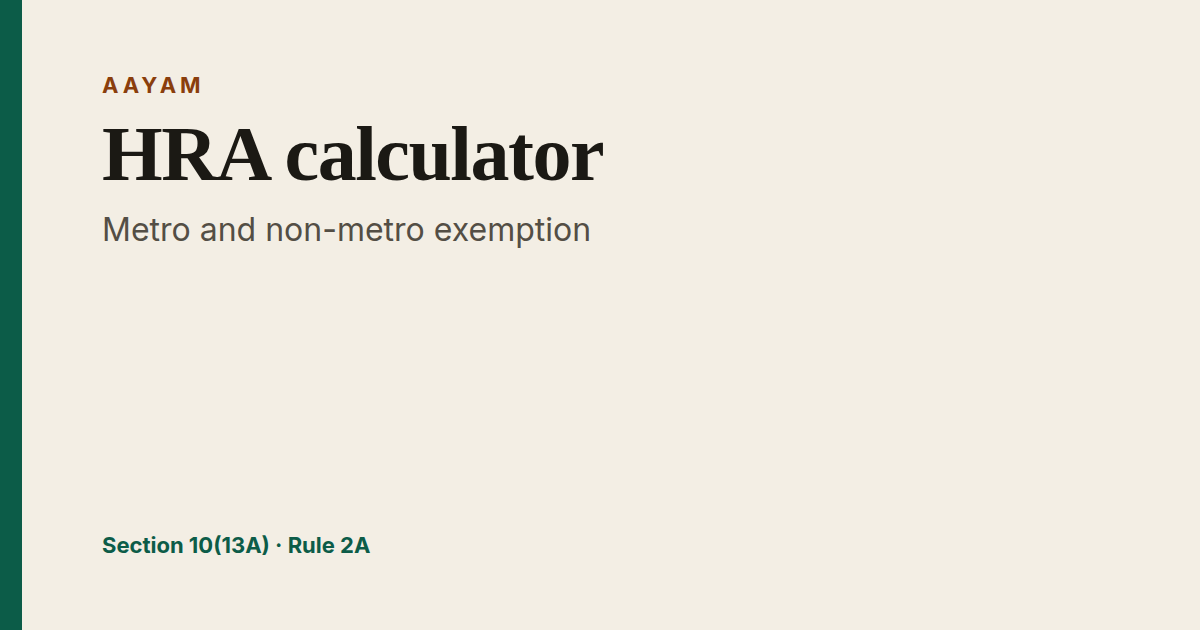 AAYAM
HRA calculator
Metro and non-metro exemption
Section 10(13A) · Rule 2A